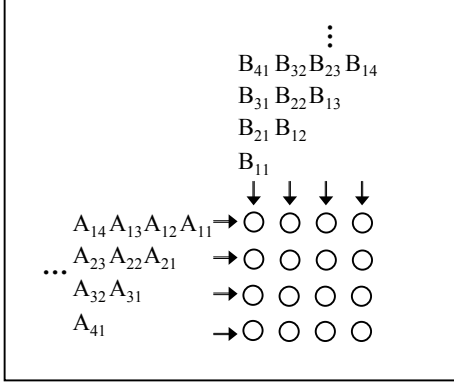 ⋮
B₄₁ B₃₂ B₂₃ B₁₄
B₃₁ B₂₂ B₁₃
B₂₁ B₁₂
B₁₁
A₁₄ A₁₃ A₁₂ A₁₁
A₂₃ A₂₂ A₂₁
...
A₃₂ A₃₁
A₄₁